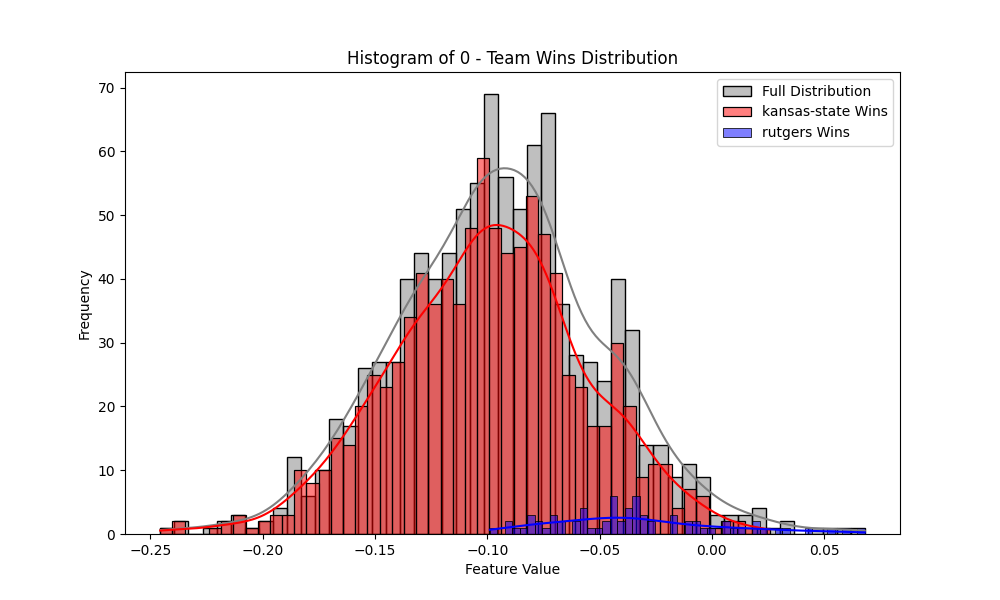 Histogram of 0 - Team Wins Distribution
Full Distribution
kansas-state Wins
rutgers Wins
Frequency
70
60
50
40
30
20
10
0
−0.25 −0.20 −0.15 −0.10 −0.05 0.00 0.05
Feature Value